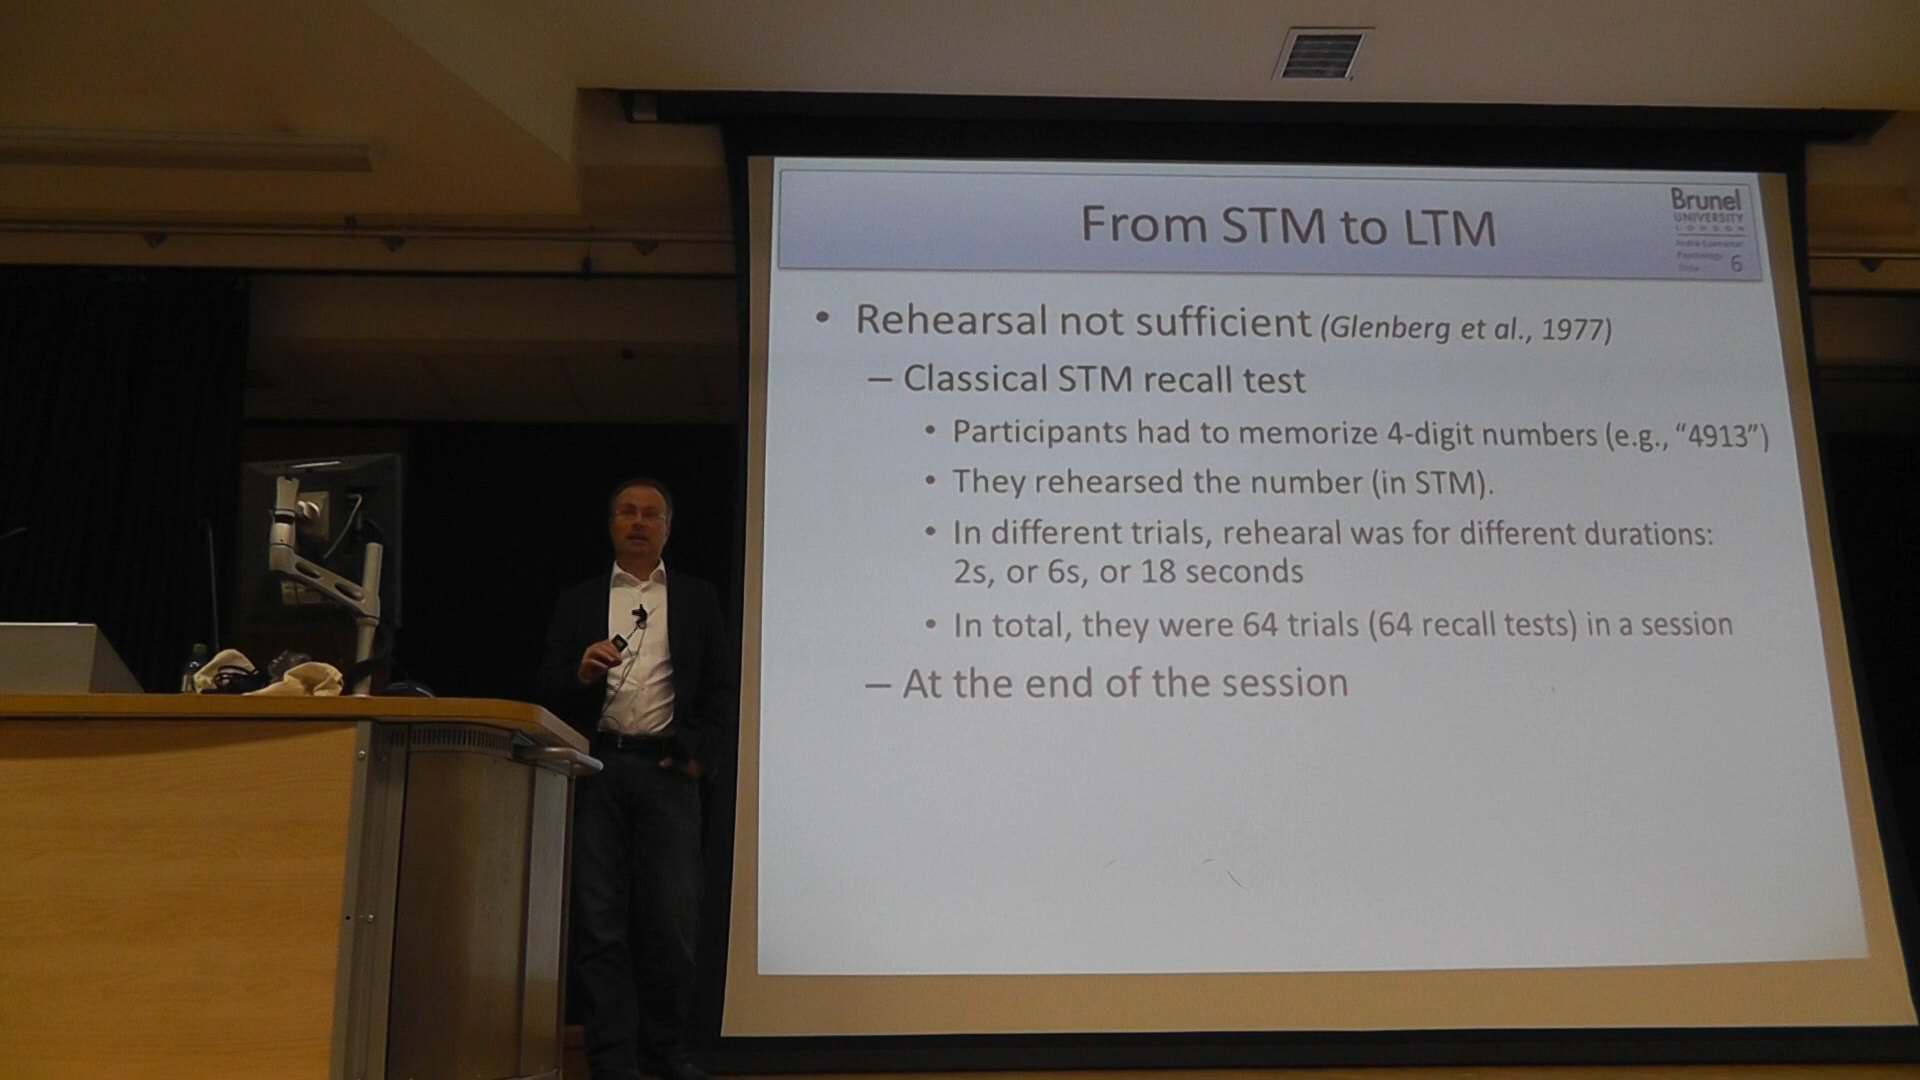 From STM to LTM
Brunel
UNIVERSITY
LONDON
Psychology
6
• Rehearsal not sufficient (Glenberg et al., 1977)
– Classical STM recall test
• Participants had to memorize 4-digit numbers (e.g., “4913”)
• They rehearsed the number (in STM).
• In different trials, rehearal was for different durations:
2s, or 6s, or 18 seconds
• In total, they were 64 trials (64 recall tests) in a session
– At the end of the session